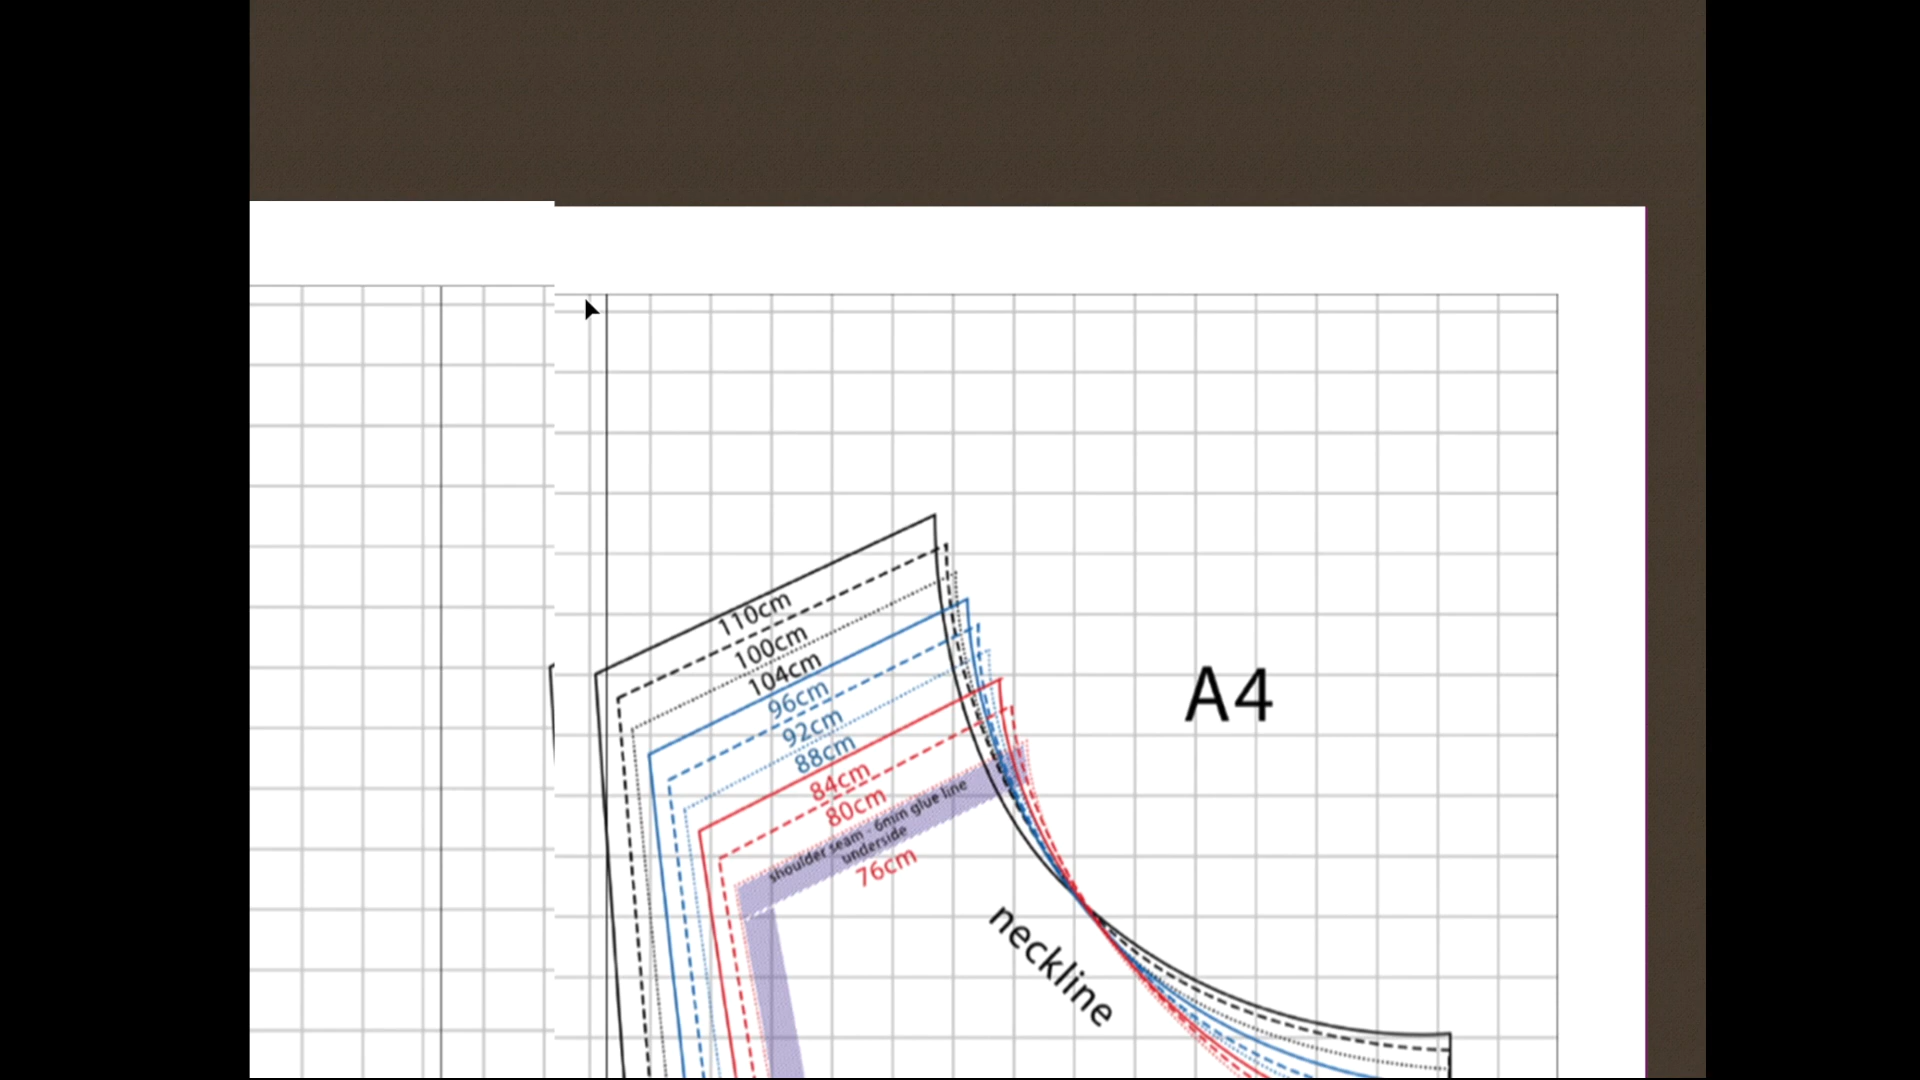 110cm
100cm
104cm
96cm
92cm
88cm
84cm
80cm
shoulder seam - 6mm glue line
underside
76cm
A4
neckline